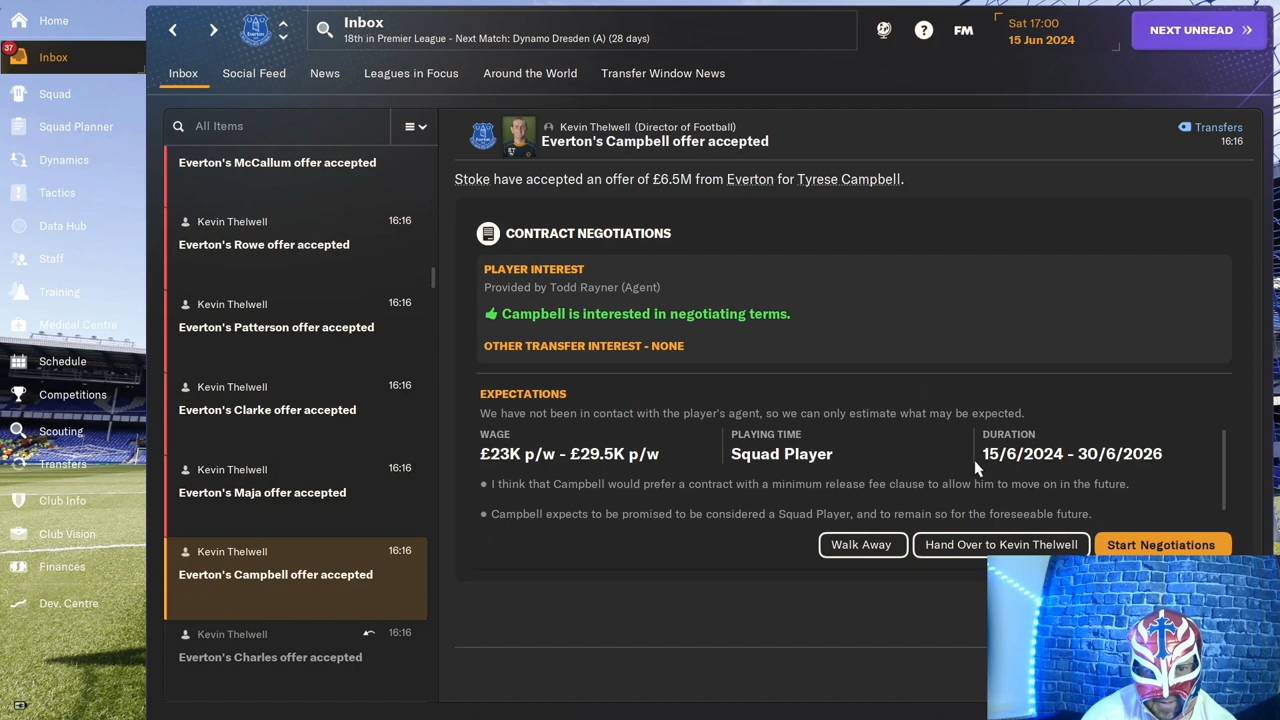 Home
37
Inbox
Squad
Squad Planner
Dynamics
Tactics
Data Hub
Staff
Training
Medical Centre
Schedule
Competitions
Scouting
Transfers
Club Info
Club Vision
Finances
Dev. Centre
Everton
Inbox
18th in Premier League - Next Match: Dynamo Dresden (A) (28 days)
?
FM
Sat 17:00
15 Jun 2024
NEXT UNREAD
Inbox
Social Feed
News
Leagues in Focus
Around the World
Transfer Window News
All Items
Everton's McCallum offer accepted
Kevin Thelwell 16:16
Everton's Rowe offer accepted
Kevin Thelwell 16:16
Everton's Patterson offer accepted
Kevin Thelwell 16:16
Everton's Clarke offer accepted
Kevin Thelwell 16:16
Everton's Maja offer accepted
Kevin Thelwell 16:16
Everton's Campbell offer accepted
Kevin Thelwell 16:16
Everton's Charles offer accepted
Kevin Thelwell (Director of Football)
Everton's Campbell offer accepted
Transfers
16:16
Stoke have accepted an offer of £6.5M from Everton for Tyrese Campbell.
CONTRACT NEGOTIATIONS
PLAYER INTEREST
Provided by Todd Rayner (Agent)
Campbell is interested in negotiating terms.
OTHER TRANSFER INTEREST - NONE
EXPECTATIONS
We have not been in contact with the player's agent, so we can only estimate what may be expected.
WAGE PLAYING TIME DURATION
£23K p/w - £29.5K p/w Squad Player 15/6/2024 - 30/6/2026
I think that Campbell would prefer a contract with a minimum release fee clause to allow him to move on in the future.
Campbell expects to be promised to be considered a Squad Player, and to remain so for the foreseeable future.
Walk Away
Hand Over to Kevin Thelwell
Start Negotiations